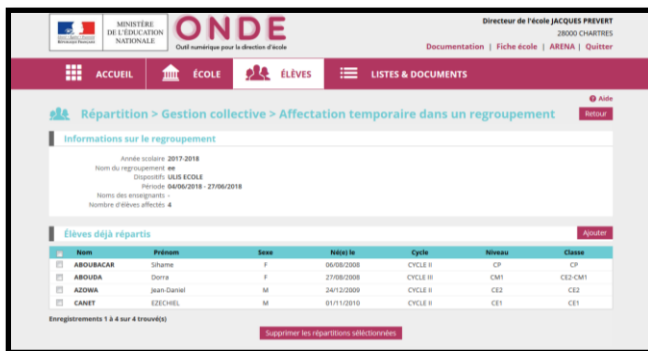 MINISTÈRE
DE L'ÉDUCATION
NATIONALE
ONDE
Outil numérique pour la direction d'école
Directeur de l'école JACQUES PREVERT
28000 CHARTRES
Documentation | Fiche école | ARENA | Quitter
ACCUEIL ÉCOLE ÉLÈVES LISTES & DOCUMENTS
Aide
Répartition > Gestion collective > Affectation temporaire dans un regroupement Retour
Informations sur le regroupement
Année scolaire 2017-2018
Nom du regroupement ee
Dispositifs ULIS ECOLE
Période 04/06/2018 - 27/06/2018
Noms des enseignants -
Nombre d'élèves affectés 4
Élèves déjà répartis Ajouter
Nom Prénom Sexe Né(e) le Cycle Niveau Classe
ABOUBACAR Sihame F 06/08/2008 CYCLE II CP CP
ABOUDA Dorra F 27/08/2008 CYCLE III CM1 CE2-CM1
AZOWA Jean-Daniel M 24/12/2009 CYCLE II CE2 CE2
CANET EZECHIEL M 01/11/2010 CYCLE II CE1 CE1
Enregistrements 1 à 4 sur 4 trouvé(s)
Supprimer les répartitions sélectionnées